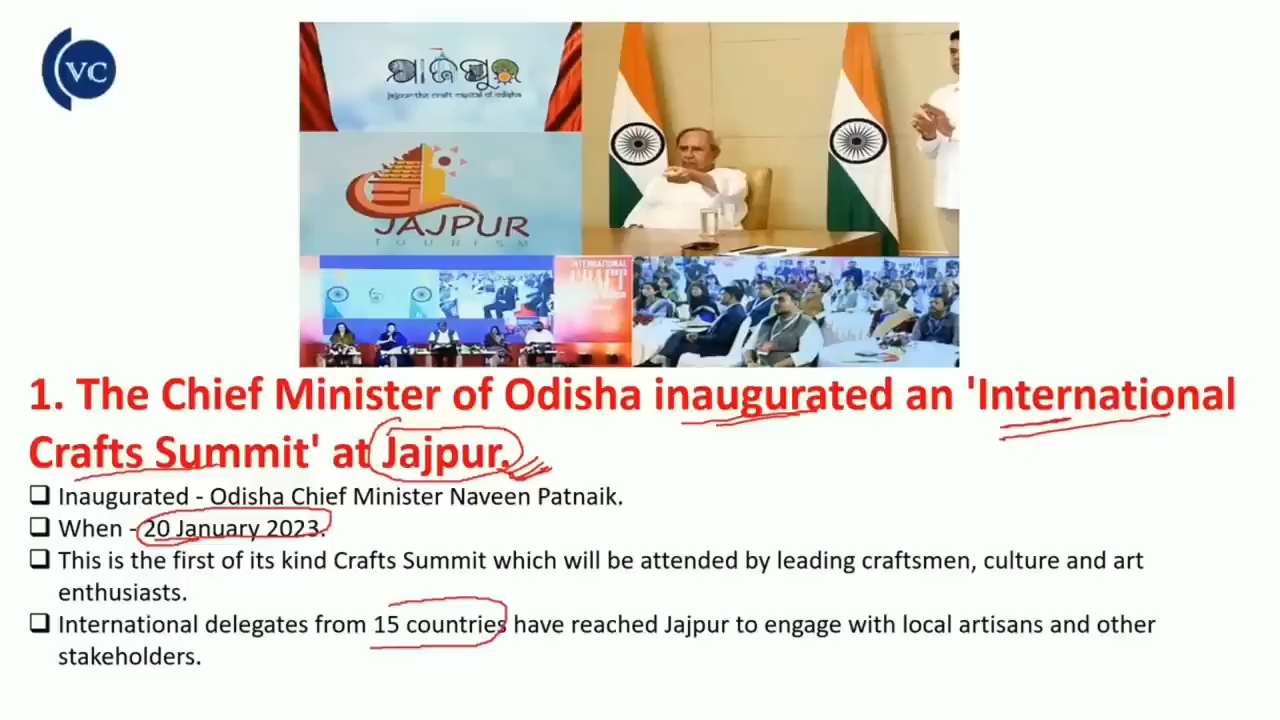 VC
ଯାଜପୁର
jajpur-the craft capital of odisha
JAJPUR
TOURISM
INTERNATIONAL
CRAFT
1. The Chief Minister of Odisha inaugurated an 'International
Crafts Summit' at Jajpur.
❑ Inaugurated - Odisha Chief Minister Naveen Patnaik.
❑ When - 20 January 2023.
❑ This is the first of its kind Crafts Summit which will be attended by leading craftsmen, culture and art
enthusiasts.
❑ International delegates from 15 countries have reached Jajpur to engage with local artisans and other
stakeholders.